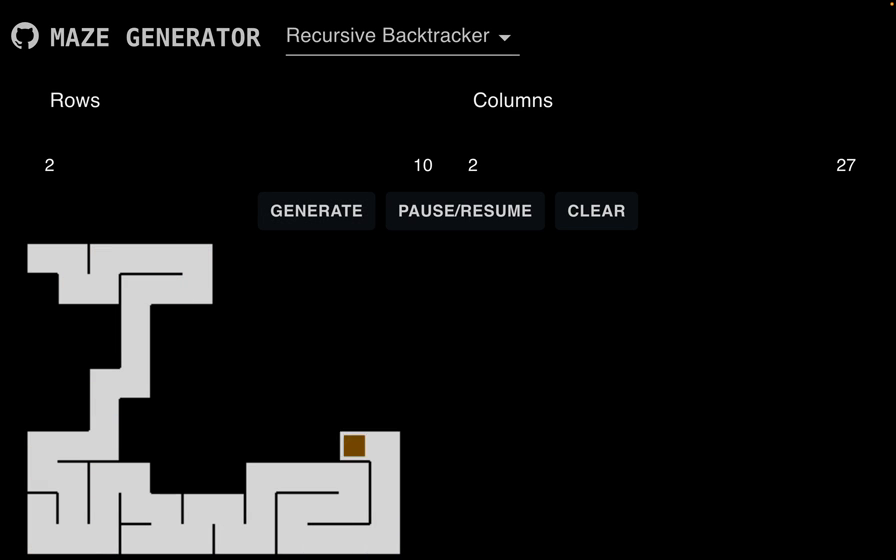 MAZE GENERATOR Recursive Backtracker
Rows Columns
2 10 2 27
GENERATE PAUSE/RESUME CLEAR